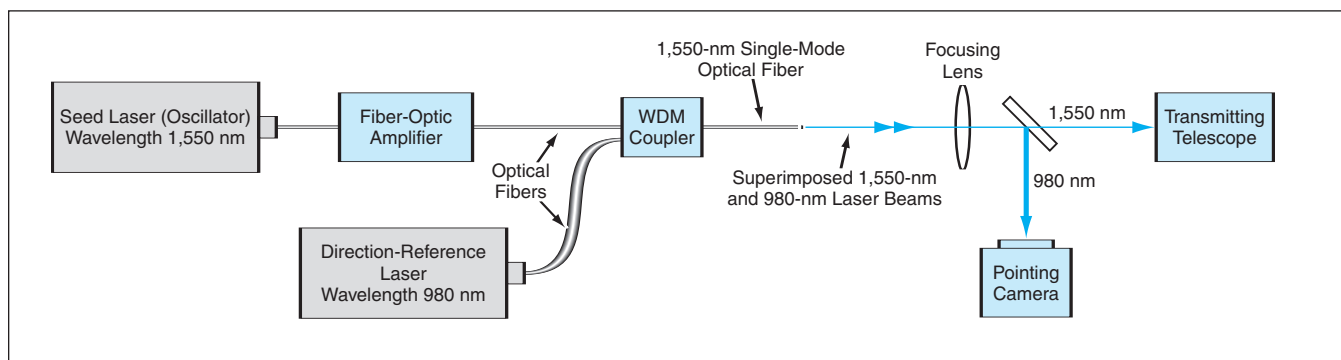 Seed Laser (Oscillator)
Wavelength 1,550 nm
Fiber-Optic
Amplifier
Optical
Fibers
Direction-Reference
Laser
Wavelength 980 nm
WDM
Coupler
1,550-nm Single-Mode
Optical Fiber
Superimposed 1,550-nm
and 980-nm Laser Beams
Focusing
Lens
1,550 nm
980 nm
Transmitting
Telescope
Pointing
Camera